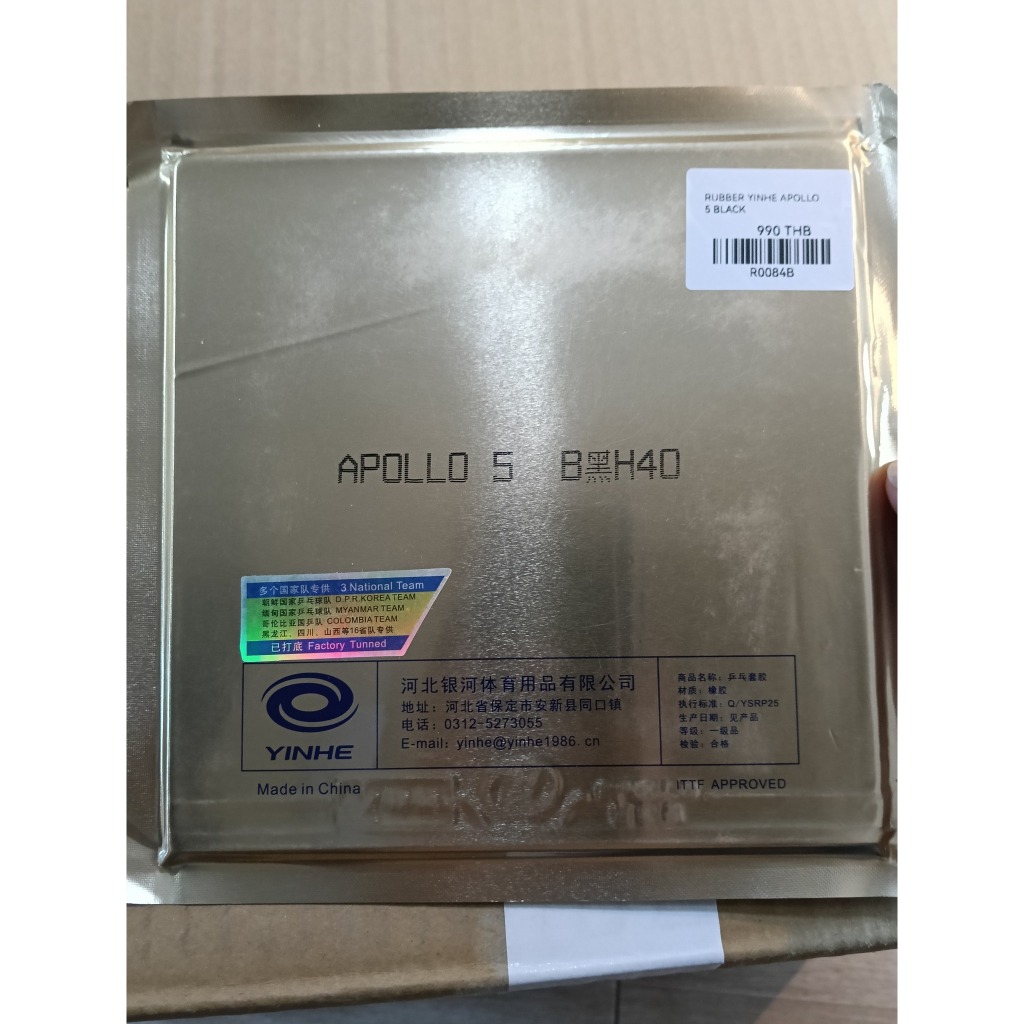 RUBBER YINHE APOLLO
5 BLACK
990 THB
R0084B
APOLLO 5 B黑H40
多个国家队专供 3 National Team
朝鲜国家乒乓球队 D.P.R.KOREA TEAM
缅甸国家乒乓球队 MYANMAR TEAM
哥伦比亚国乒队 COLOMBIA TEAM
黑龙江、四川、山西等16省队专供
已打底 Factory Tunned
YINHE
河北银河体育用品有限公司
地址：河北省保定市安新县同口镇
电话：0312-5273055
E-mail：yinhe@yinhe1986.cn
商品名称：乒乓套胶
材质：橡胶
执行标准：Q/YSRP25
生产日期：见产品
等级：一级品
检验：合格
Made in China
ITTF APPROVED